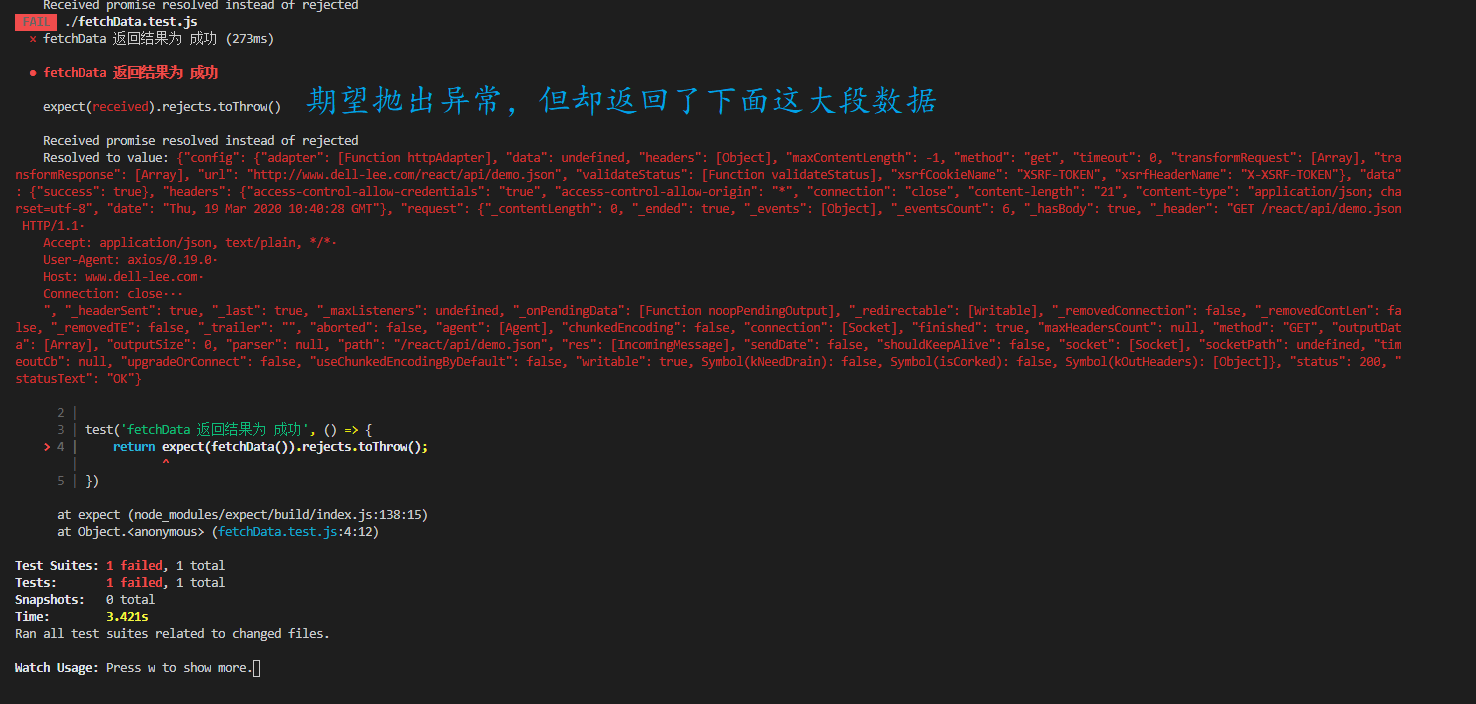 Received promise resolved instead of rejected
FAIL ./fetchData.test.js
× fetchData 返回结果为 成功 (273ms)
● fetchData 返回结果为 成功
expect(received).rejects.toThrow() 期望抛出异常，但却返回了下面这大段数据
Received promise resolved instead of rejected
Resolved to value: {"config": {"adapter": [Function httpAdapter], "data": undefined, "headers": [Object], "maxContentLength": -1, "method": "get", "timeout": 0, "transformRequest": [Array], "tra
nsformResponse": [Array], "url": "http://www.dell-lee.com/react/api/demo.json", "validateStatus": [Function validateStatus], "xsrfCookieName": "XSRF-TOKEN", "xsrfHeaderName": "X-XSRF-TOKEN"}, "data"
: {"success": true}, "headers": {"access-control-allow-credentials": "true", "access-control-allow-origin": "*", "connection": "close", "content-length": "21", "content-type": "application/json; cha
rset=utf-8", "date": "Thu, 19 Mar 2020 10:40:28 GMT"}, "request": {"_contentLength": 0, "_ended": true, "_events": [Object], "_eventsCount": 6, "_hasBody": true, "_header": "GET /react/api/demo.json
HTTP/1.1·
Accept: application/json, text/plain, */*·
User-Agent: axios/0.19.0·
Host: www.dell-lee.com·
Connection: close···
", "_headerSent": true, "_last": true, "_maxListeners": undefined, "_onPendingData": [Function noopPendingOutput], "_redirectable": [Writable], "_removedConnection": false, "_removedContLen": fa
lse, "_removedTE": false, "_trailer": "", "aborted": false, "agent": [Agent], "chunkedEncoding": false, "connection": [Socket], "finished": true, "maxHeadersCount": null, "method": "GET", "outputDat
a": [Array], "outputSize": 0, "parser": null, "path": "/react/api/demo.json", "res": [IncomingMessage], "sendDate": false, "shouldKeepAlive": false, "socket": [Socket], "socketPath": undefined, "tim
eoutCb": null, "upgradeOrConnect": false, "useChunkedEncodingByDefault": false, "writable": true, Symbol(kNeedDrain): false, Symbol(isCorked): false, Symbol(kOutHeaders): [Object]}, "status": 200, "
statusText": "OK"}
2 |
3 | test('fetchData 返回结果为 成功', () => {
> 4 | return expect(fetchData()).rejects.toThrow();
| ^
5 | })
at expect (node_modules/expect/build/index.js:138:15)
at Object.<anonymous> (fetchData.test.js:4:12)
Test Suites: 1 failed, 1 total
Tests: 1 failed, 1 total
Snapshots: 0 total
Time: 3.421s
Ran all test suites related to changed files.
Watch Usage: Press w to show more.